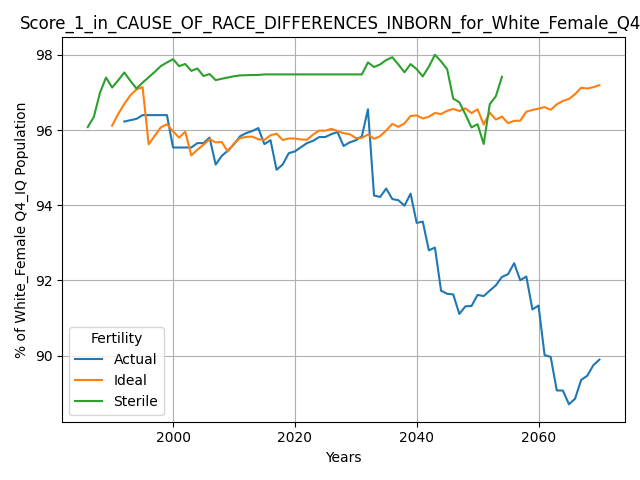 Score_1_in_CAUSE_OF_RACE_DIFFERENCES_INBORN_for_White_Female_Q4
% of White_Female Q4_IQ Population
98
96
94
92
90
Fertility
Actual
Ideal
Sterile
2000
2020
2040
2060
Years